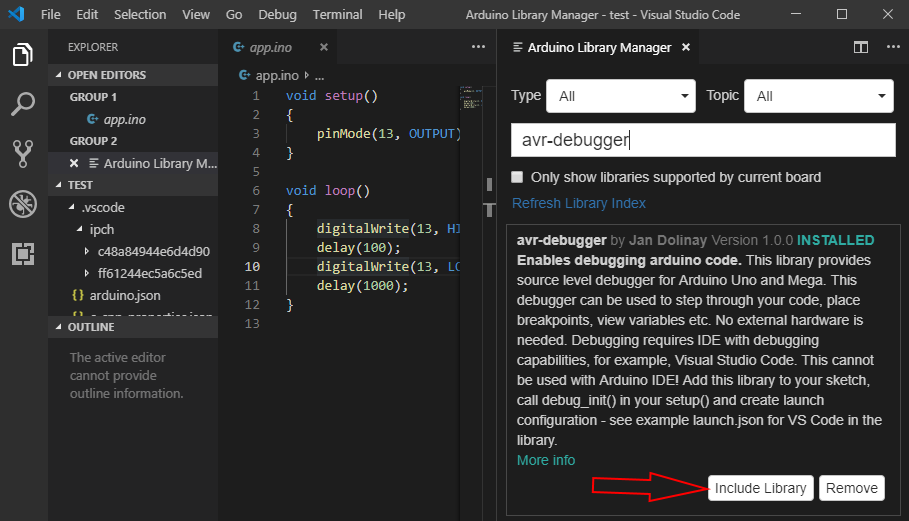 File Edit Selection View Go Debug Terminal Help Arduino Library Manager - test - Visual Studio Code
EXPLORER
OPEN EDITORS
GROUP 1
app.ino
GROUP 2
Arduino Library M...
TEST
.vscode
ipch
c48a84944e6d4d90
ff61244ec5a6c5ed
{ } arduino.json
OUTLINE
The active editor
cannot provide
outline information.
app.ino
app.ino › ...
1 void setup()
2 {
3 pinMode(13, OUTPUT)
4 }
5
6 void loop()
7 {
8 digitalWrite(13, HI
9 delay(100);
10 digitalWrite(13, LO
11 delay(1000);
12 }
13
Arduino Library Manager
Type All Topic All
avr-debugger
Only show libraries supported by current board
Refresh Library Index
avr-debugger by Jan Dolinay Version 1.0.0 INSTALLED
Enables debugging arduino code. This library provides
source level debugger for Arduino Uno and Mega. This
debugger can be used to step through your code, place
breakpoints, view variables etc. No external hardware is
needed. Debugging requires IDE with debugging
capabilities, for example, Visual Studio Code. This cannot
be used with Arduino IDE! Add this library to your sketch,
call debug_init() in your setup() and create launch
configuration - see example launch.json for VS Code in the
library.
More info
Include Library Remove